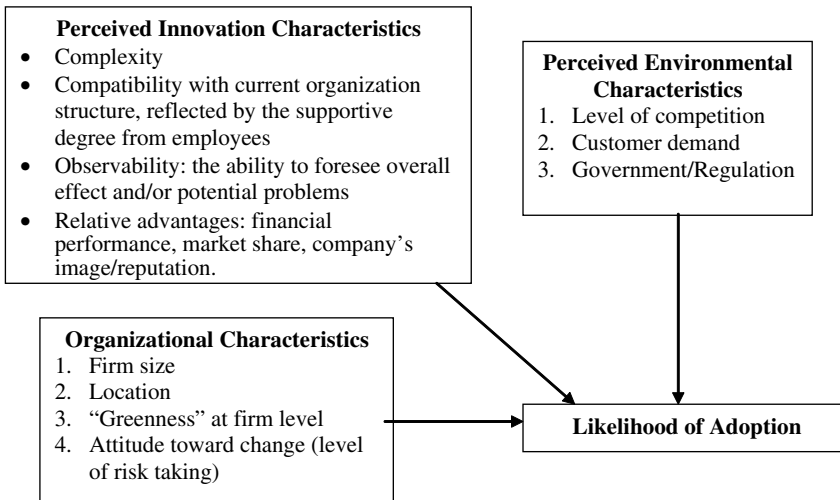 Perceived Innovation Characteristics
• Complexity
• Compatibility with current organization
structure, reflected by the supportive
degree from employees
• Observability: the ability to foresee overall
effect and/or potential problems
• Relative advantages: financial
performance, market share, company's
image/reputation.
Perceived Environmental
Characteristics
1. Level of competition
2. Customer demand
3. Government/Regulation
Organizational Characteristics
1. Firm size
2. Location
3. “Greenness” at firm level
4. Attitude toward change (level
of risk taking)
Likelihood of Adoption